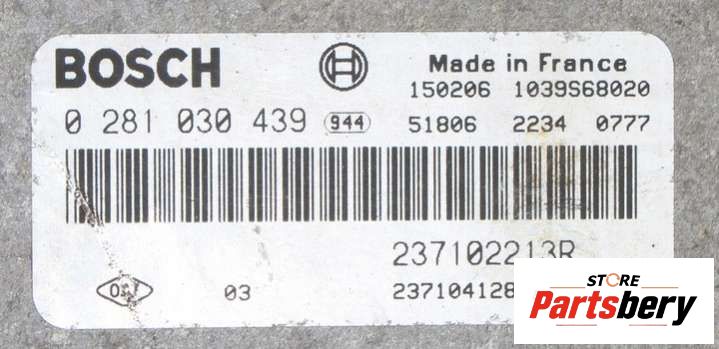 BOSCH
Made in France
150206 1039S68020
0 281 030 439 944 51806 2234 0777
237102213R
03
237104128
STORE
Partsbery